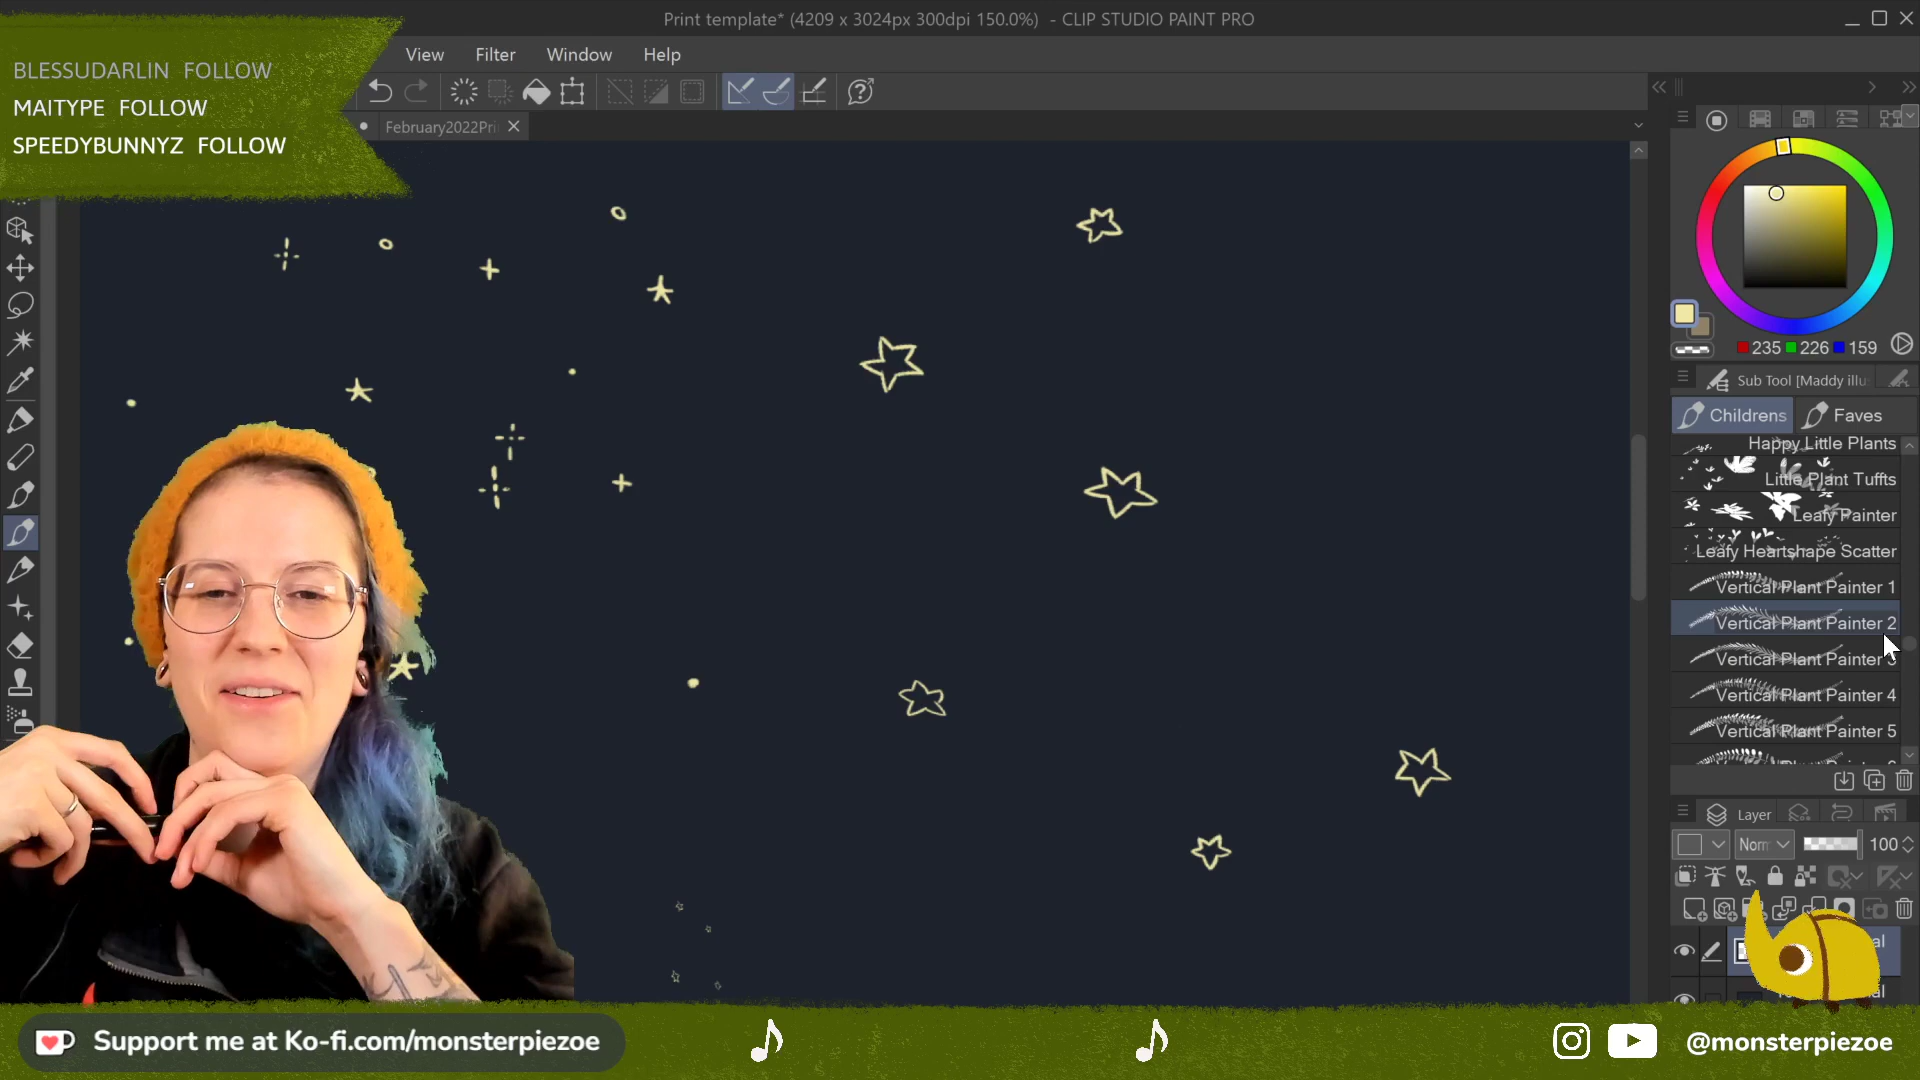 Print template* (4209 x 3024px 300dpi 150.0%) - CLIP STUDIO PAINT PRO
View Filter Window Help
BLESSUDARLIN FOLLOW
MAITYPE FOLLOW
SPEEDYBUNNYZ FOLLOW
February2022Pri
235 226 159
Sub Tool [Maddy illu
Childrens Faves
Happy Little Plants
Little Plant Tuffts
Leafy Painter
Leafy Heartshape Scatter
Vertical Plant Painter 1
Vertical Plant Painter 2
Vertical Plant Painter 3
Vertical Plant Painter 4
Vertical Plant Painter 5
Layer
Norm 100
al
al
Support me at Ko-fi.com/monsterpiezoe
@monsterpiezoe